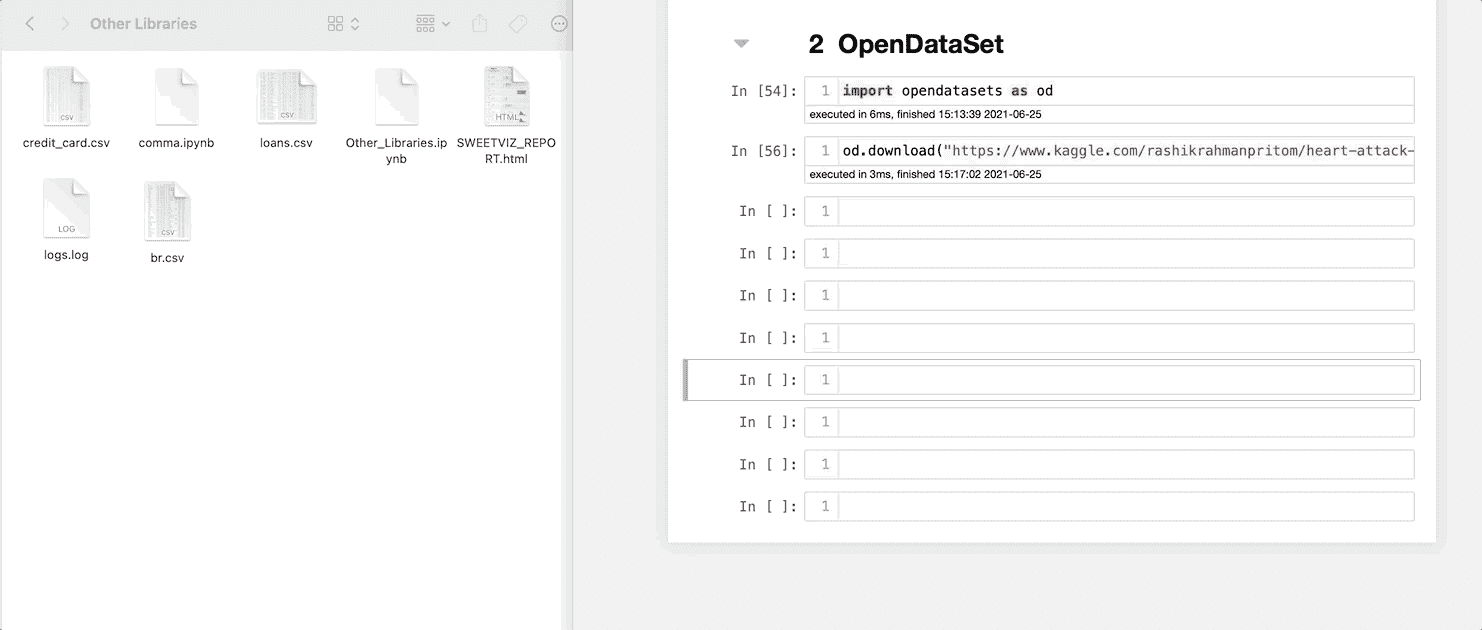 Other Libraries
CSV
CSV
HTML
credit_card.csv
comma.ipynb
loans.csv
Other_Libraries.ip
ynb
SWEETVIZ_REPO
RT.html
LOG
CSV
logs.log
br.csv
2 OpenDataSet
In [54]: 1 import opendatasets as od
executed in 6ms, finished 15:13:39 2021-06-25
In [56]: 1 od.download("https://www.kaggle.com/rashikrahmanpritom/heart-attack-
executed in 3ms, finished 15:17:02 2021-06-25
In [ ]: 1
In [ ]: 1
In [ ]: 1
In [ ]: 1
In [ ]: 1
In [ ]: 1
In [ ]: 1
In [ ]: 1